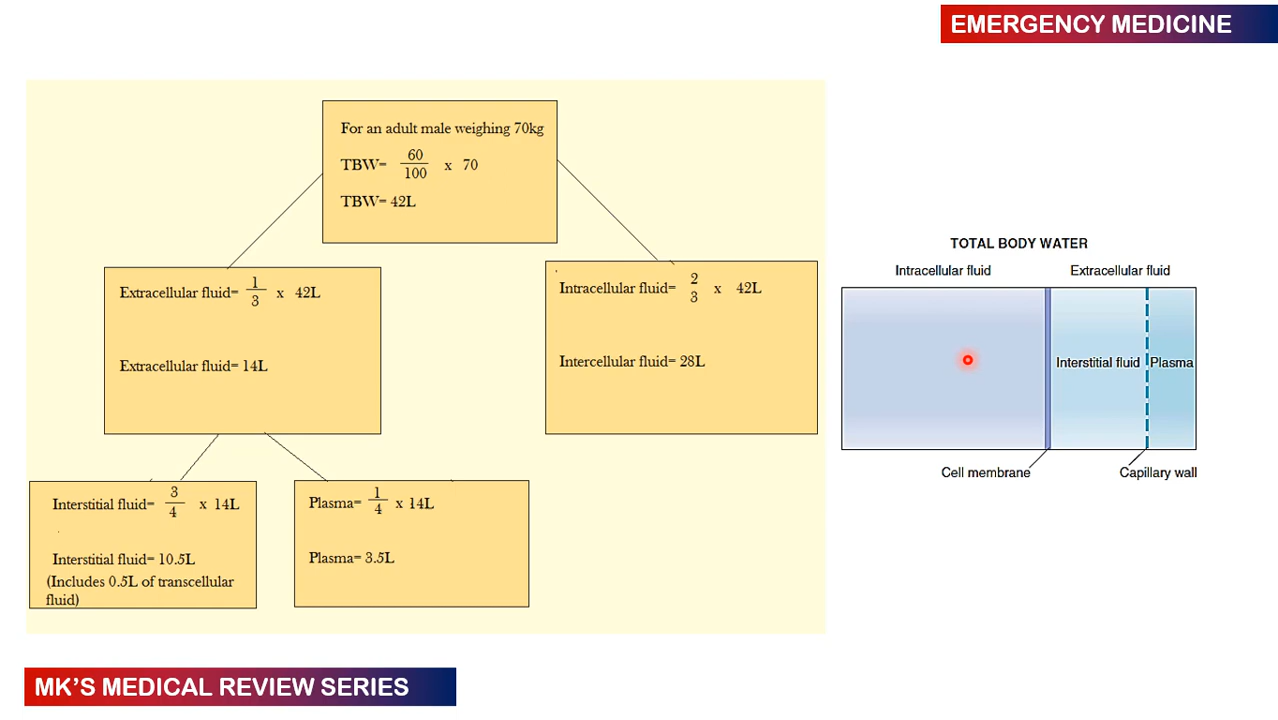 EMERGENCY MEDICINE
For an adult male weighing 70kg
TBW= 60/100 x 70
TBW= 42L
Extracellular fluid= 1/3 x 42L
Extracellular fluid= 14L
Intracellular fluid= 2/3 x 42L
Intercellular fluid= 28L
Interstitial fluid= 3/4 x 14L
Interstitial fluid= 10.5L
(Includes 0.5L of transcellular
fluid)
Plasma= 1/4 x 14L
Plasma= 3.5L
TOTAL BODY WATER
Intracellular fluid
Extracellular fluid
Interstitial fluid
Plasma
Cell membrane
Capillary wall
MK’S MEDICAL REVIEW SERIES